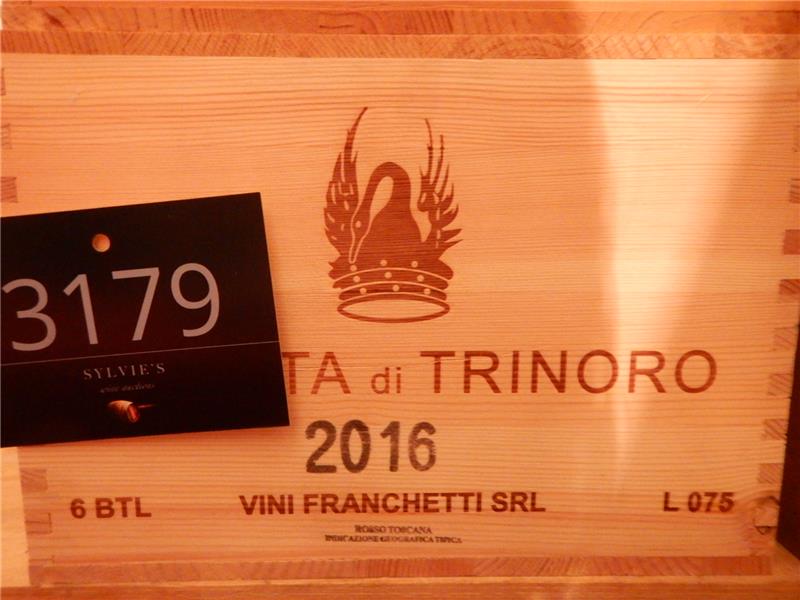 3179
SYLVIE'S
wine auctions
TA di TRINORO
2016
6 BTL
VINI FRANCHETTI SRL
L 075
ROSSO TOSCANA
INDICAZIONE GEOGRAFICA TIPICA